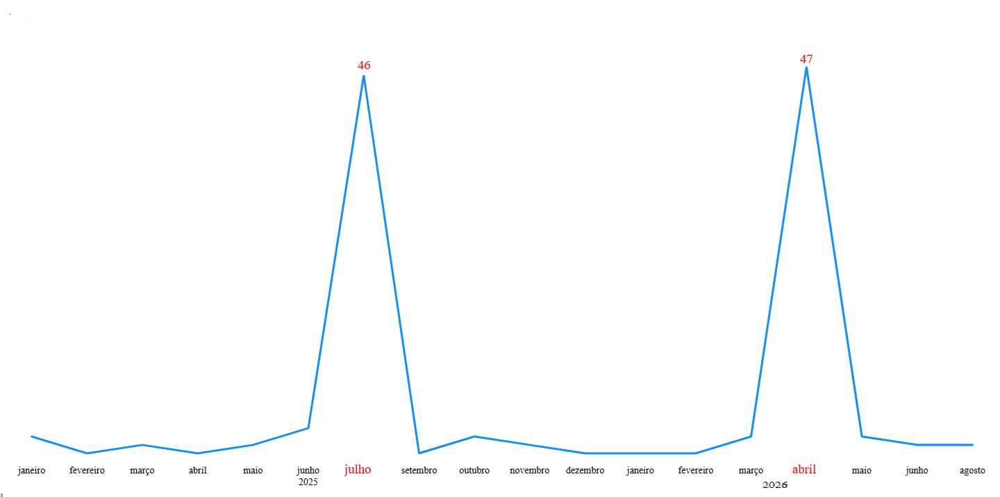 47
46
janeiro fevereiro março abril maio junho julho setembro outubro novembro dezembro janeiro fevereiro março abril maio junho agosto
2025 2026